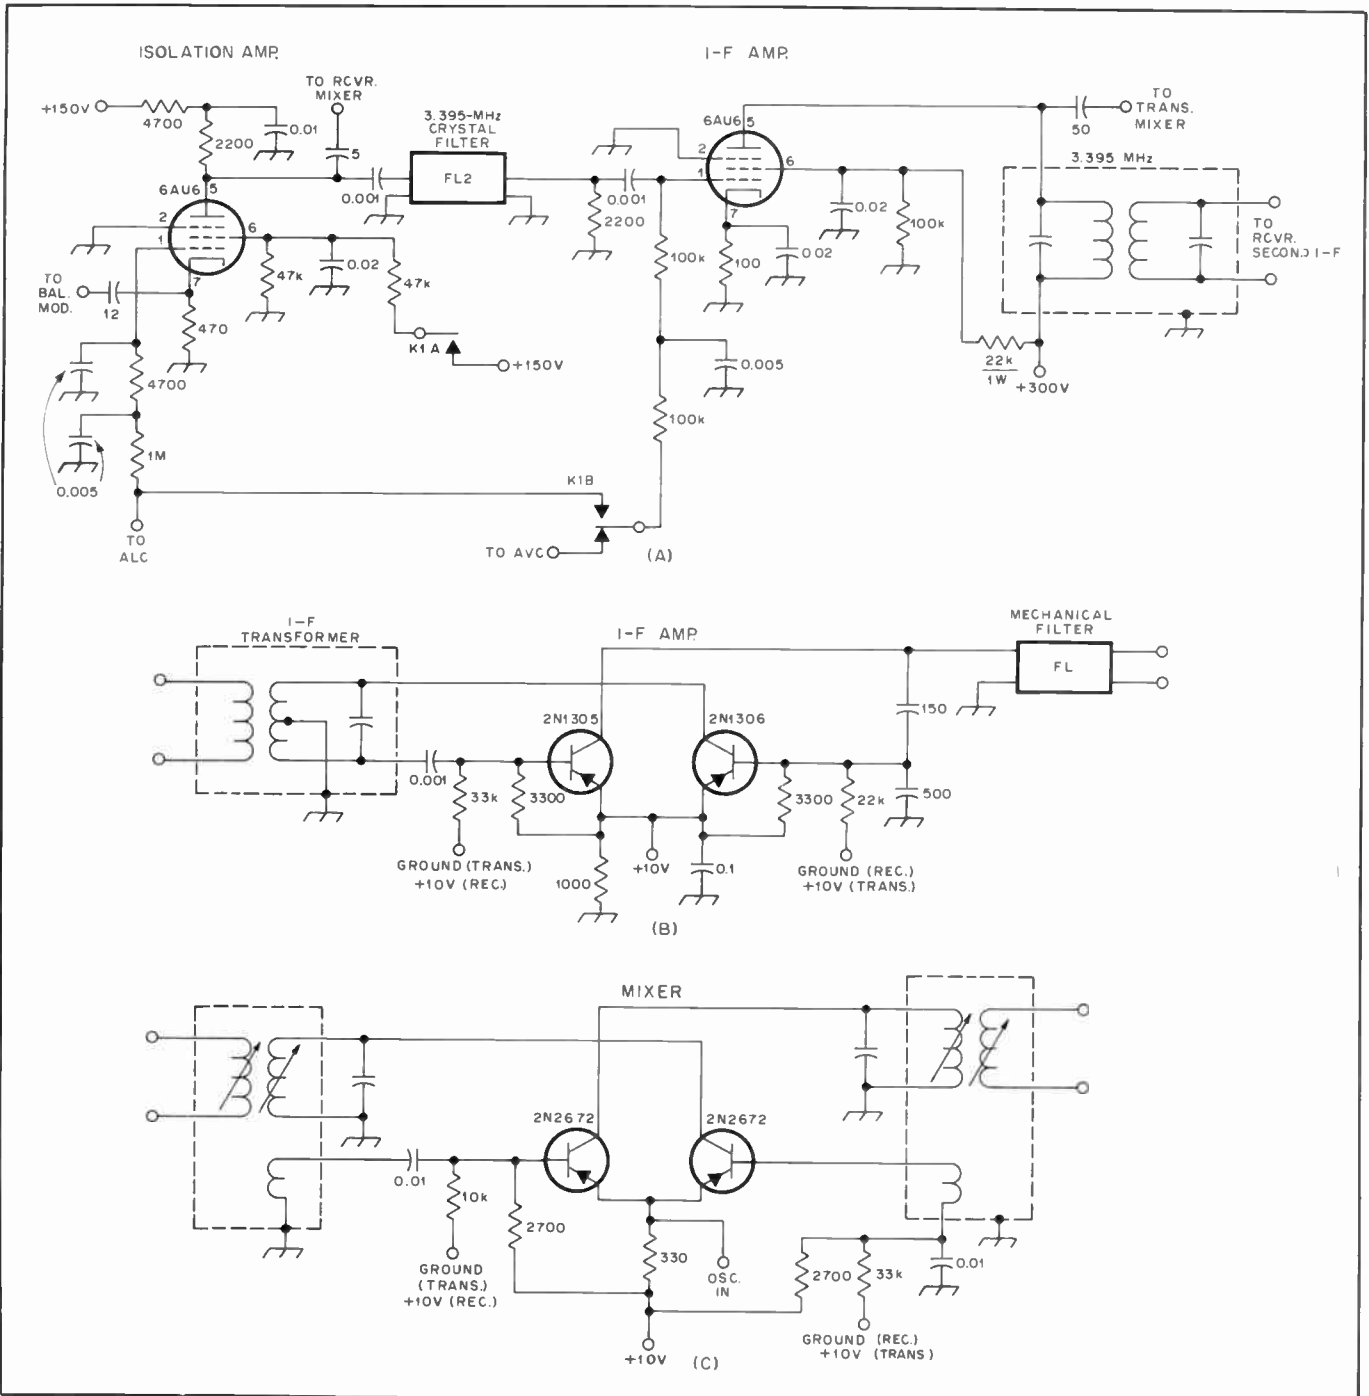 ISOLATION AMP.
I-F AMP.
TO RCVR.
MIXER
+150V
4700
0.01
2200
5
3.395-MHz
CRYSTAL
FILTER
FL2
0.001
6AU6
5
2
1
6
7
TO
BAL.
MOD.
12
470
47k
0.02
47k
K1A
+150V
4700
1M
0.005
TO
ALC
K1B
TO AVC
(A)
0.001
2200
6AU6
5
2
1
6
7
100k
100
0.02
0.02
100k
0.005
100k
50
TO
TRANS.
MIXER
3.395 MHz
TO
RCVR.
SECOND I-F
22k
1W
+300V
I-F
TRANSFORMER
I-F AMP.
MECHANICAL
FILTER
FL
2N1305
2N1306
150
0.001
33k
3300
3300
22k
500
GROUND (TRANS.)
+10V (REC.)
1000
+10V
0.1
GROUND (REC.)
+10V (TRANS.)
(B)
MIXER
2N2672
2N2672
0.01
10k
2700
330
OSC.
IN
GROUND
(TRANS.)
+10V (REC.)
2700
33k
0.01
GROUND (REC.)
+10V (TRANS)
+10V
(C)